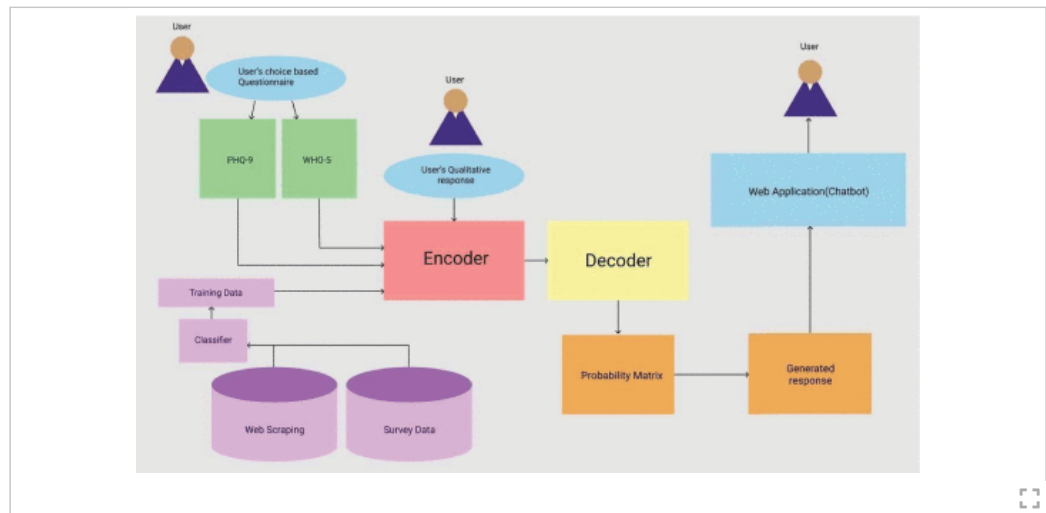 User
User's choice based
Questionnaire
PHQ-9
WHO-5
User
User's Qualitative
response
Encoder
Decoder
Training Data
Classifier
Web Scraping
Survey Data
Probability Matrix
Generated
response
Web Application(Chatbot)
User